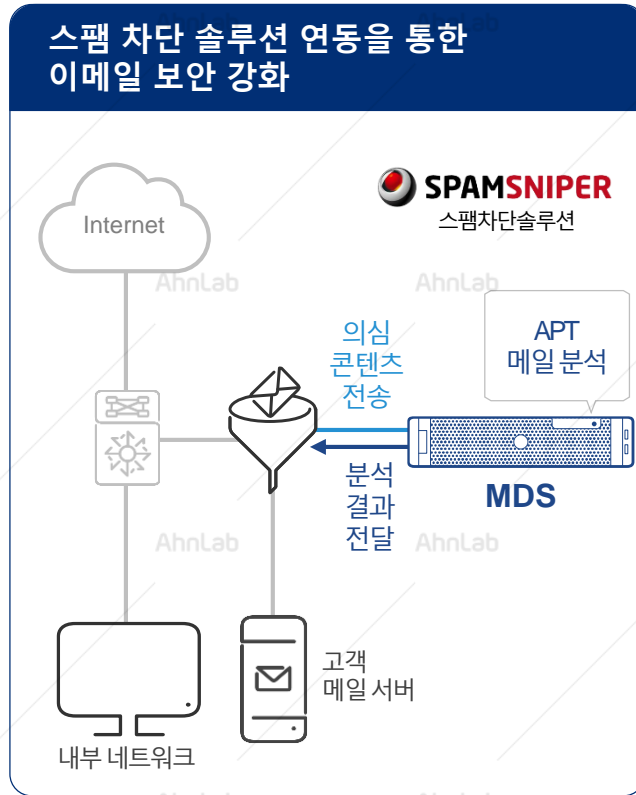 스팸 차단 솔루션 연동을 통한
이메일 보안 강화
Internet
SPAMSNIPER
스팸차단솔루션
AhnLab
AhnLab
의심
콘텐츠
전송
APT
메일 분석
분석
결과
전달
MDS
AhnLab
AhnLab
고객
메일 서버
내부 네트워크